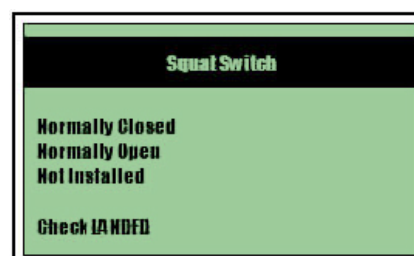 Squat Switch
Normally Closed
Normally Open
Not Installed
Check LANDED